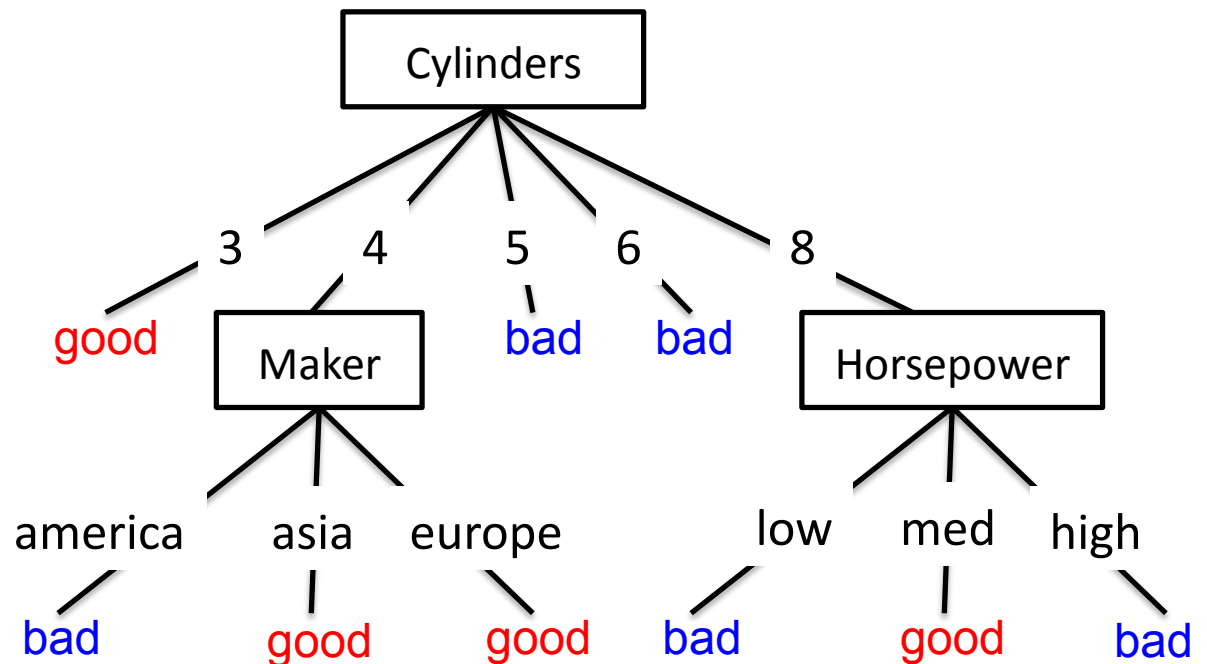 Cylinders
3 4 5 6 8
good bad bad
Maker Horsepower
america asia europe low med high
bad good good bad good bad